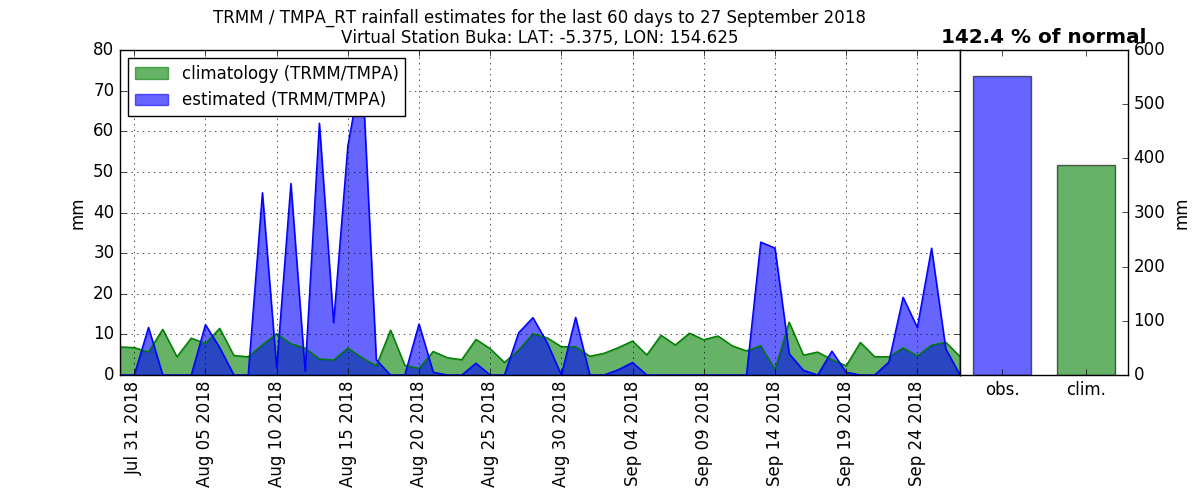 TRMM / TMPA_RT rainfall estimates for the last 60 days to 27 September 2018
Virtual Station Buka: LAT: -5.375, LON: 154.625
142.4 % of normal
climatology (TRMM/TMPA)
estimated (TRMM/TMPA)
80
70
60
50
40
30
20
10
0
mm
Jul 31 2018
Aug 05 2018
Aug 10 2018
Aug 15 2018
Aug 20 2018
Aug 25 2018
Aug 30 2018
Sep 04 2018
Sep 09 2018
Sep 14 2018
Sep 19 2018
Sep 24 2018
obs.
clim.
600
500
400
300
200
100
0
mm